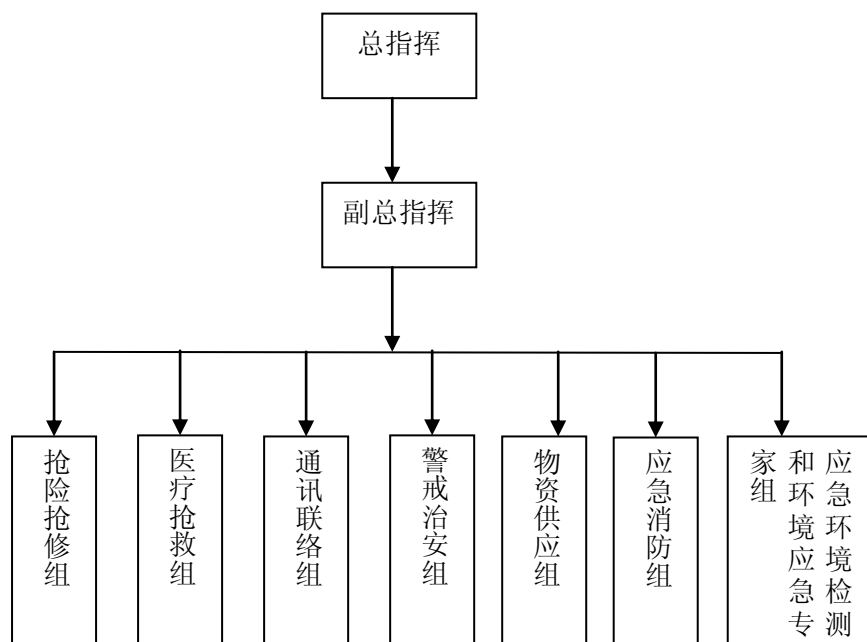 总指挥
副总指挥
抢险抢修组
医疗抢救组
通讯联络组
警戒治安组
物资供应组
应急消防组
应急环境检测
和环境应急专
家组